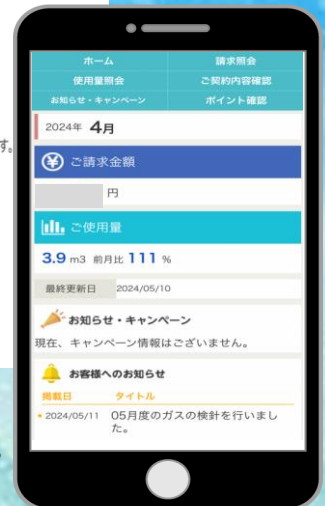 ホーム 請求照会
使用量照会 ご契約内容確認
お知らせ・キャンペーン ポイント確認
す。
2024年 4月
ご請求金額
円
ご使用量
3.9 m3 前月比 111 %
最終更新日 2024/05/10
お知らせ・キャンペーン
現在、キャンペーン情報はございません。
お客様へのお知らせ
掲載日 タイトル
2024/05/11 05月度のガスの検針を行いまし
た。